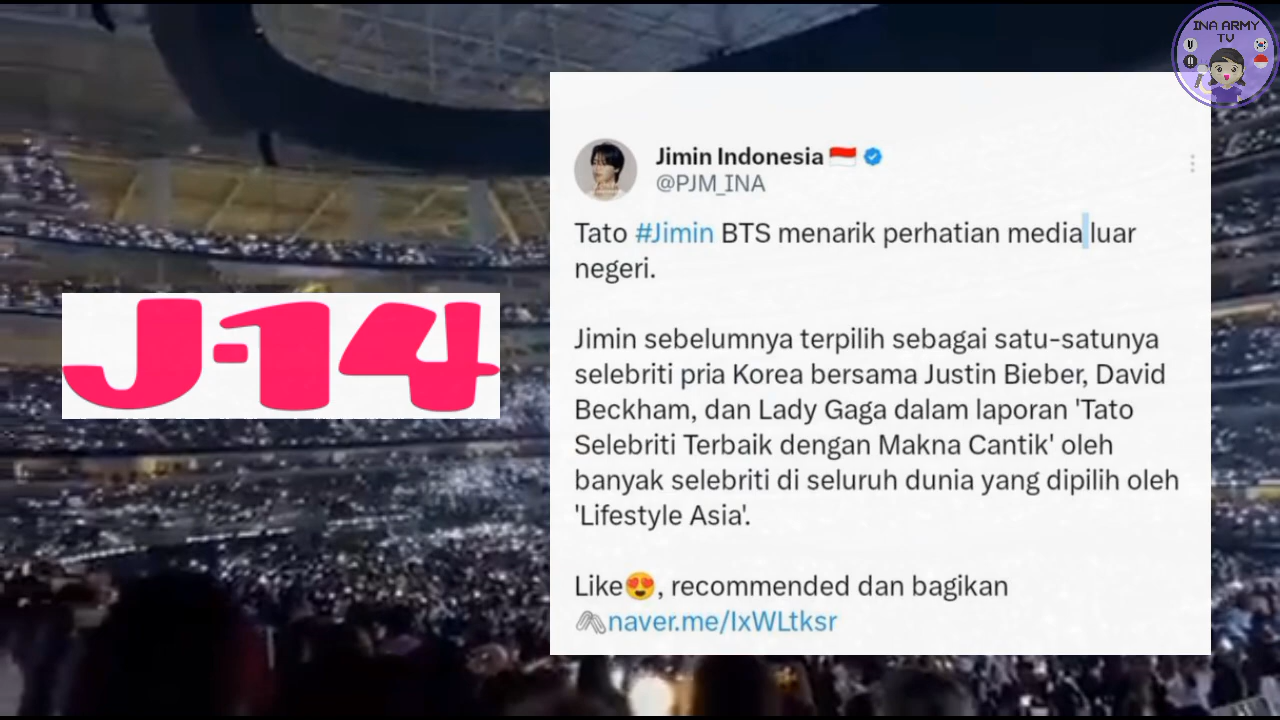 INA ARMY
TV
J-14
Jimin Indonesia
@PJM_INA
Tato #Jimin BTS menarik perhatian media luar
negeri.
Jimin sebelumnya terpilih sebagai satu-satunya
selebriti pria Korea bersama Justin Bieber, David
Beckham, dan Lady Gaga dalam laporan 'Tato
Selebriti Terbaik dengan Makna Cantik' oleh
banyak selebriti di seluruh dunia yang dipilih oleh
'Lifestyle Asia'.
Like😍, recommended dan bagikan
🖇naver.me/IxWLtksr